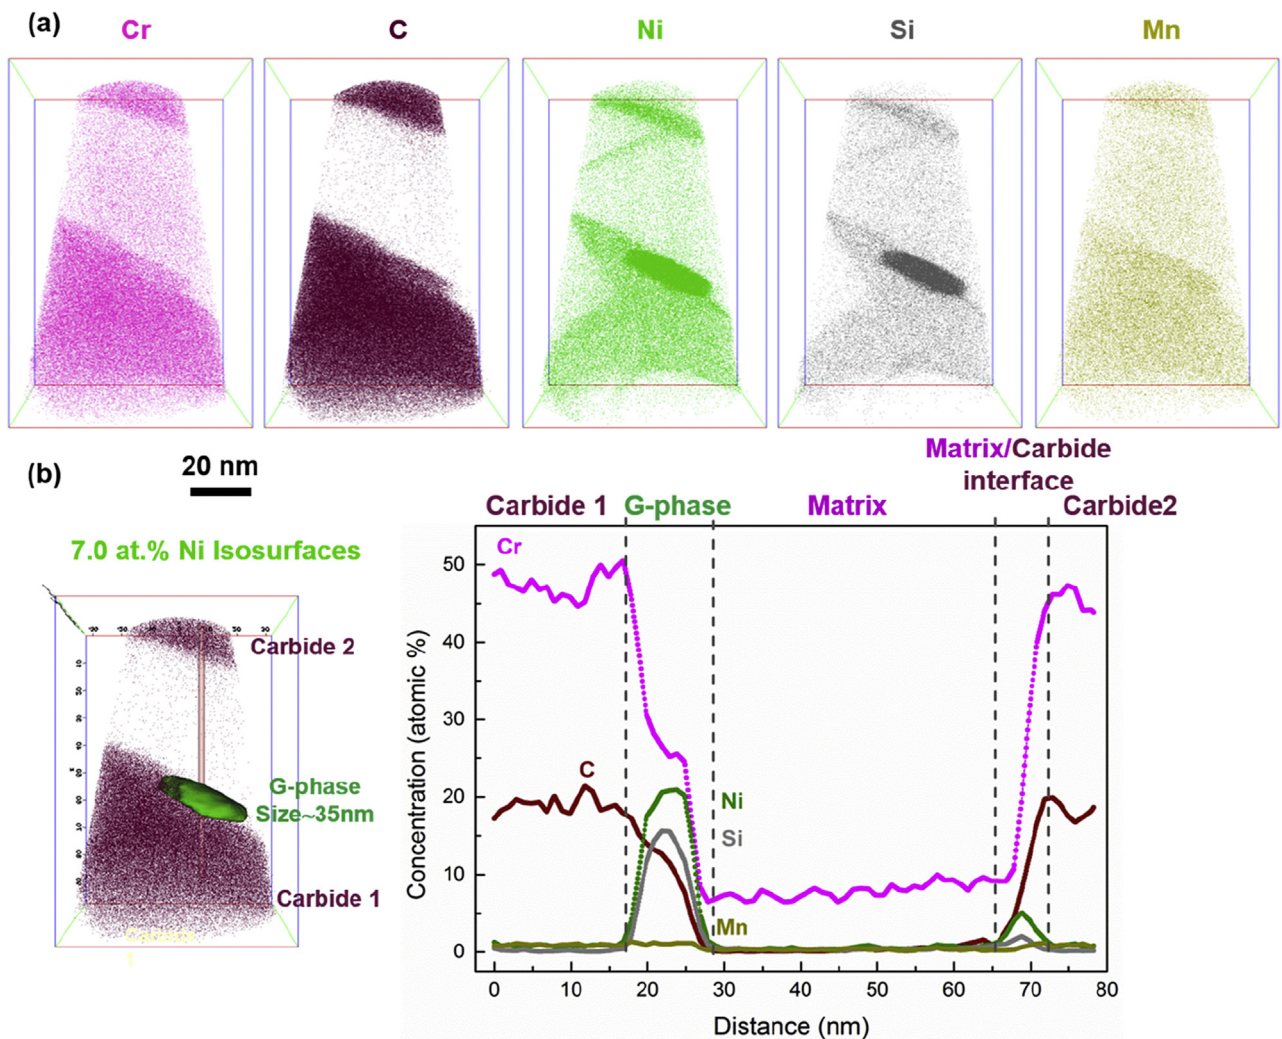 (a)
Cr C Ni Si Mn
Matrix/Carbide
interface
(b)
20 nm
Carbide 1 G-phase Matrix Carbide2
7.0 at.% Ni Isosurfaces
Carbide 2
G-phase
Size~35nm
Carbide 1
Concentration (atomic %)
50
40
30
20
10
0
Cr
C
Ni
Si
Mn
0 10 20 30 40 50 60 70 80
Distance (nm)